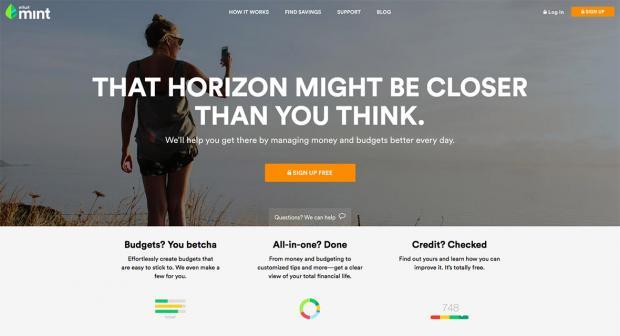 intuit
mint
HOW IT WORKS
FIND SAVINGS
SUPPORT
BLOG
Log In
SIGN UP
THAT HORIZON MIGHT BE CLOSER
THAN YOU THINK.
We'll help you get there by managing money and budgets better every day.
SIGN UP FREE
Questions? We can help
Budgets? You betcha
Effortlessly create budgets that
are easy to stick to. We even make a
few for you.
All-in-one? Done
From money and budgeting to
customized tips and more—get a clear
view of your total financial life.
Credit? Checked
Find out yours and learn how you can
improve it. It's totally free.
TODAY
748